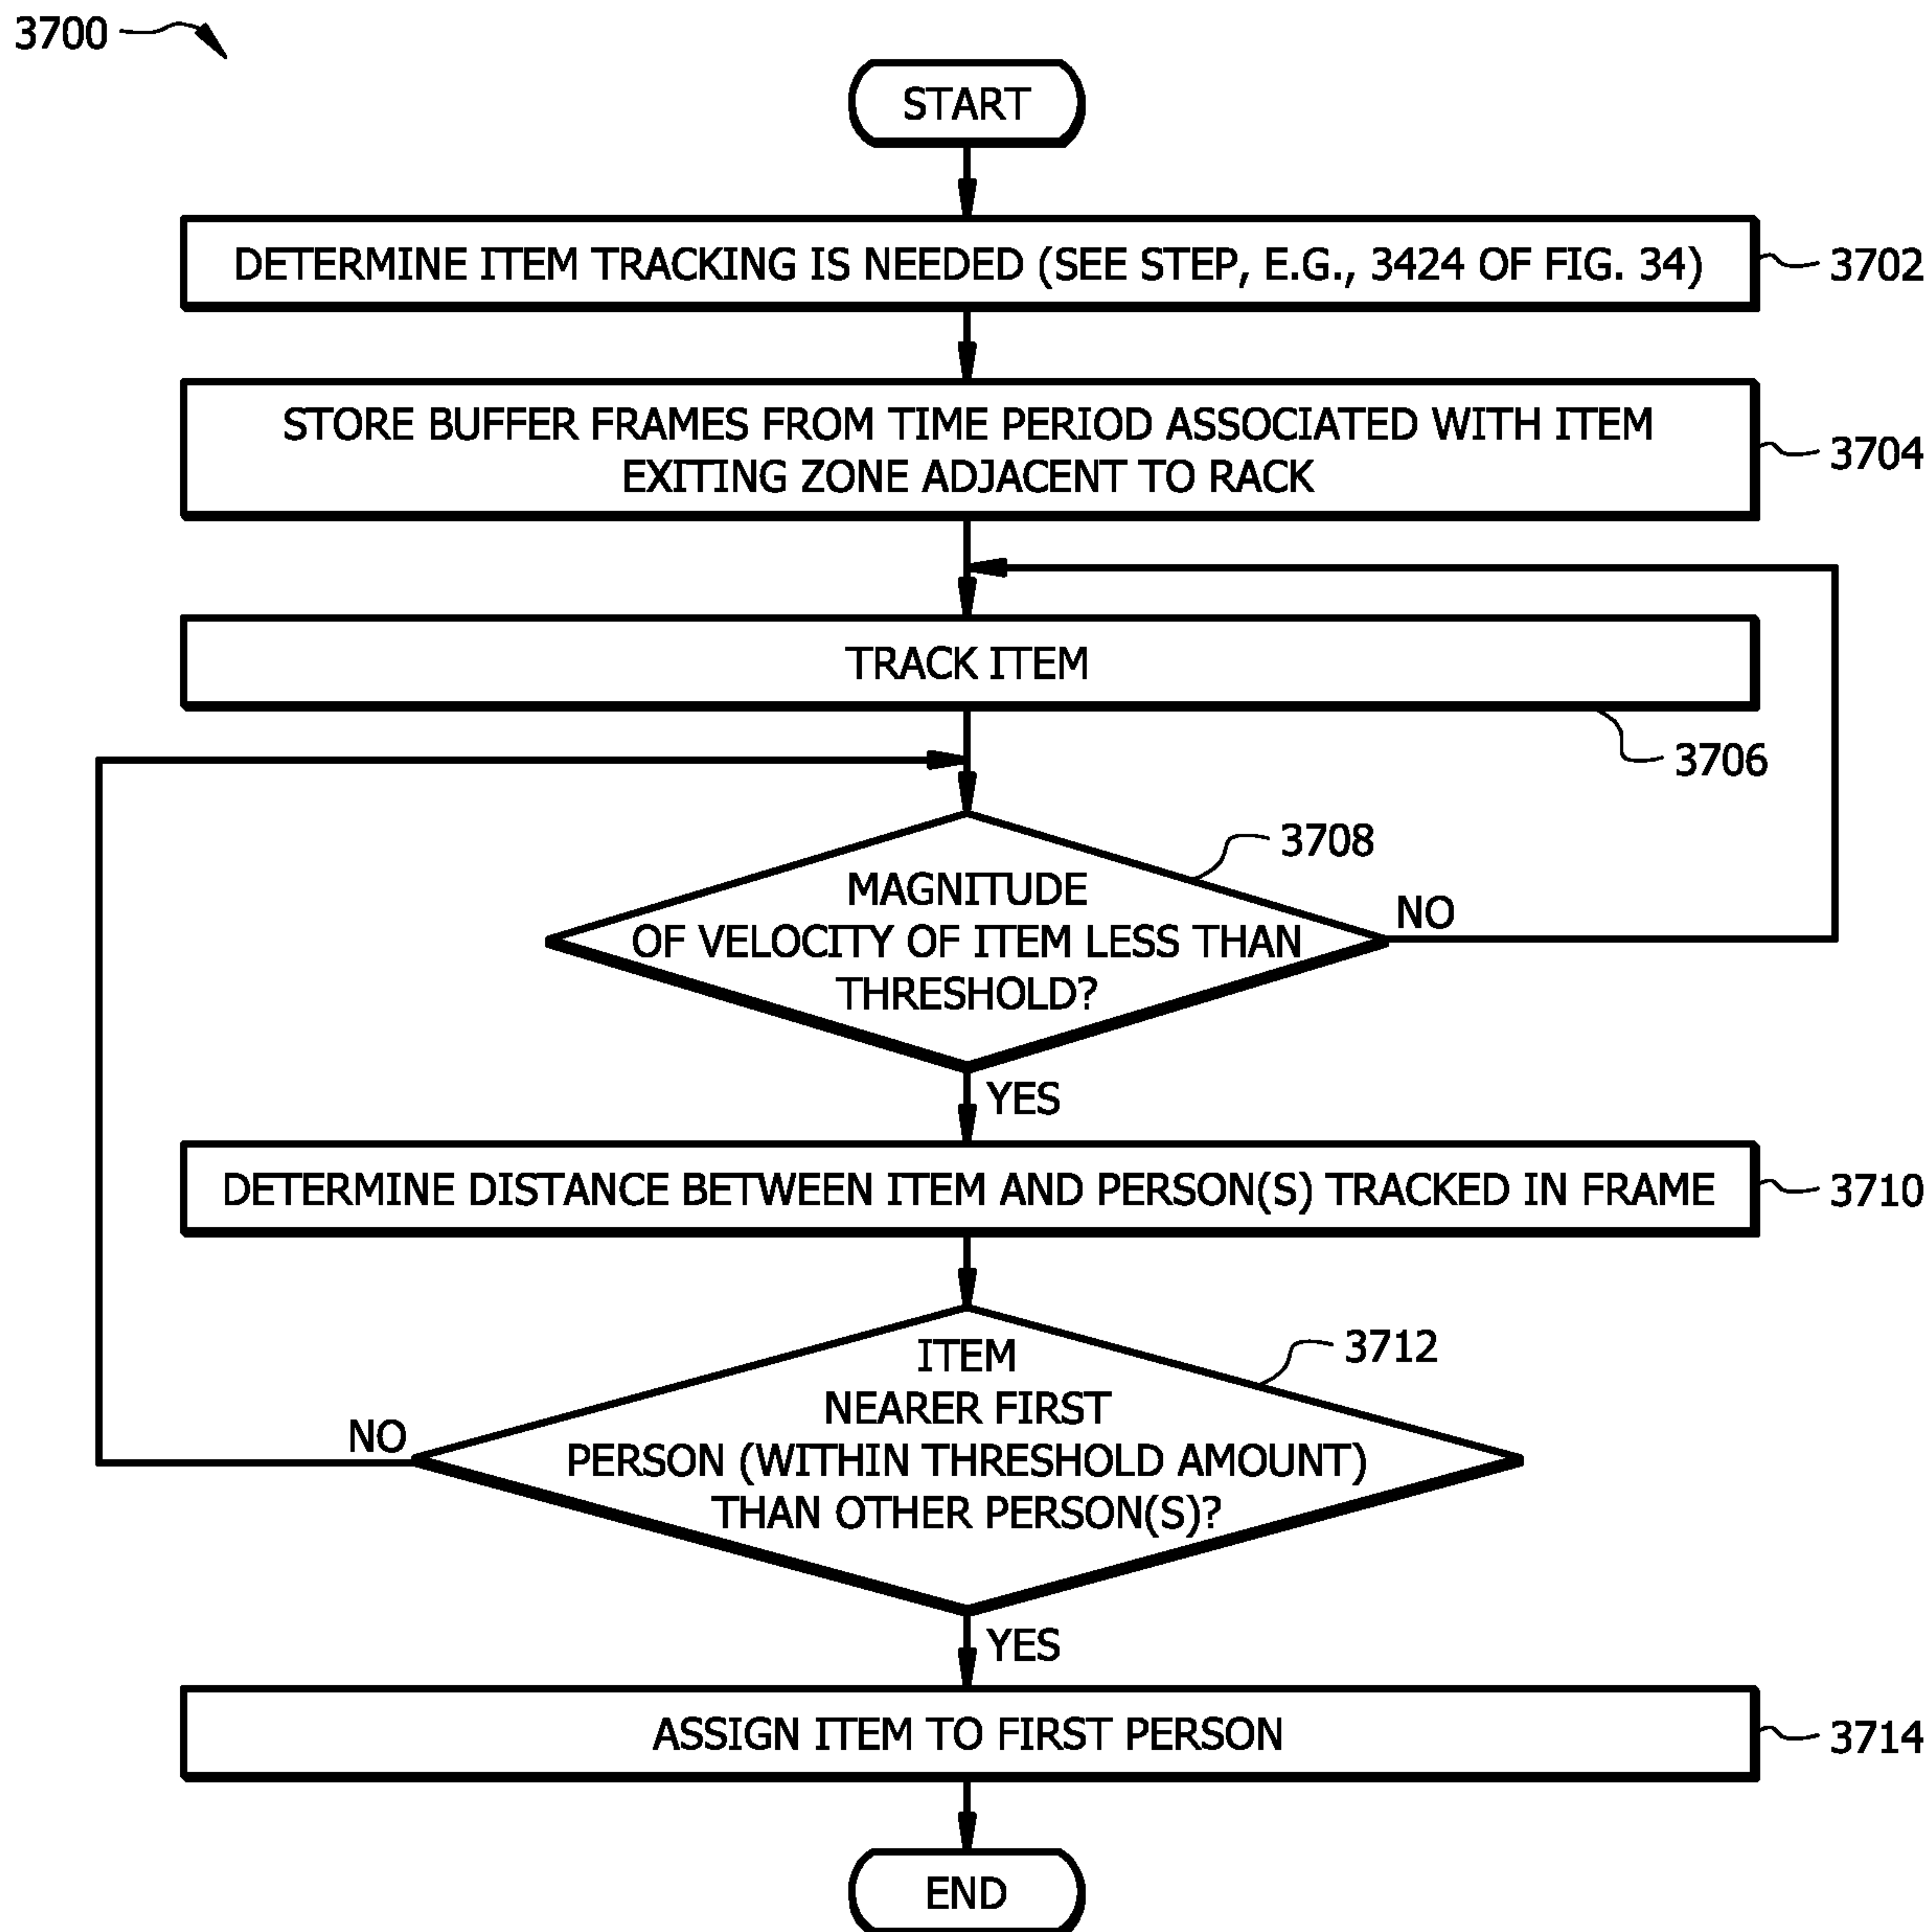 3700
START
DETERMINE ITEM TRACKING IS NEEDED (SEE STEP, E.G., 3424 OF FIG. 34)
3702
STORE BUFFER FRAMES FROM TIME PERIOD ASSOCIATED WITH ITEM
EXITING ZONE ADJACENT TO RACK
3704
TRACK ITEM
3706
3708
MAGNITUDE
OF VELOCITY OF ITEM LESS THAN
THRESHOLD?
NO
YES
DETERMINE DISTANCE BETWEEN ITEM AND PERSON(S) TRACKED IN FRAME
3710
3712
ITEM
NEARER FIRST
PERSON (WITHIN THRESHOLD AMOUNT)
THAN OTHER PERSON(S)?
NO
YES
ASSIGN ITEM TO FIRST PERSON
3714
END